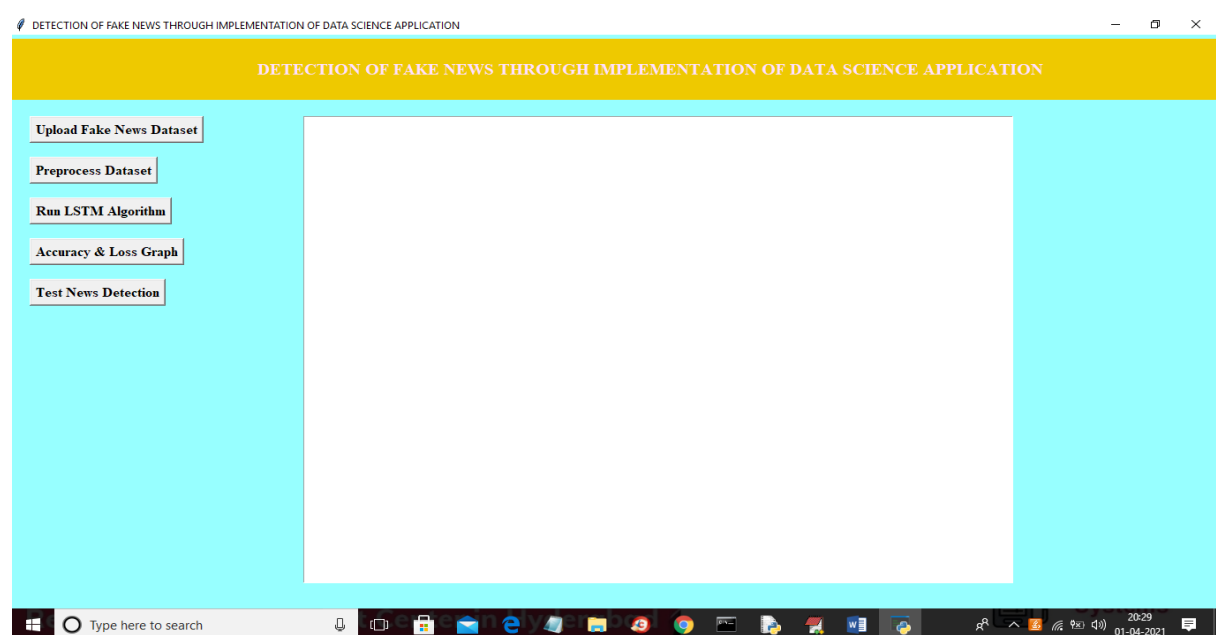 DETECTION OF FAKE NEWS THROUGH IMPLEMENTATION OF DATA SCIENCE APPLICATION
DETECTION OF FAKE NEWS THROUGH IMPLEMENTATION OF DATA SCIENCE APPLICATION
Upload Fake News Dataset
Preprocess Dataset
Run LSTM Algorithm
Accuracy & Loss Graph
Test News Detection
Type here to search
20:29
01-04-2021